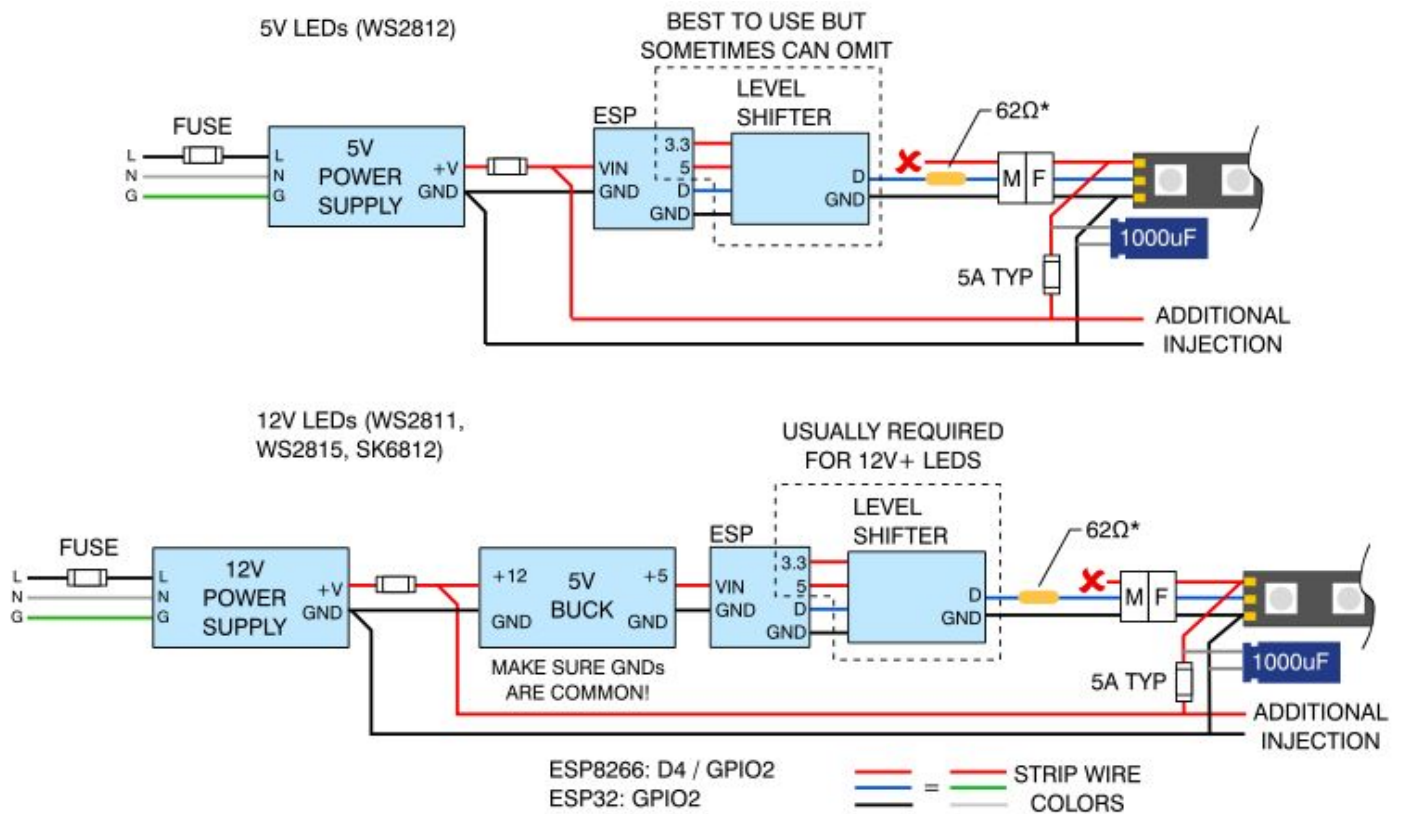 5V LEDs (WS2812)
BEST TO USE BUT
SOMETIMES CAN OMIT
FUSE
L
N
G
L
N
G
5V
POWER
SUPPLY
+V
GND
ESP
VIN
GND
3.3
5
D
GND
LEVEL
SHIFTER
D
GND
62Ω*
M F
1000uF
5A TYP
ADDITIONAL
INJECTION
12V LEDs (WS2811,
WS2815, SK6812)
USUALLY REQUIRED
FOR 12V+ LEDS
FUSE
L
N
G
L
N
G
12V
POWER
SUPPLY
+V
GND
+12
GND
5V
BUCK
+5
GND
MAKE SURE GNDs
ARE COMMON!
ESP
VIN
GND
3.3
5
D
GND
LEVEL
SHIFTER
D
GND
62Ω*
M F
1000uF
5A TYP
ADDITIONAL
INJECTION
ESP8266: D4 / GPIO2
ESP32: GPIO2
= STRIP WIRE
COLORS